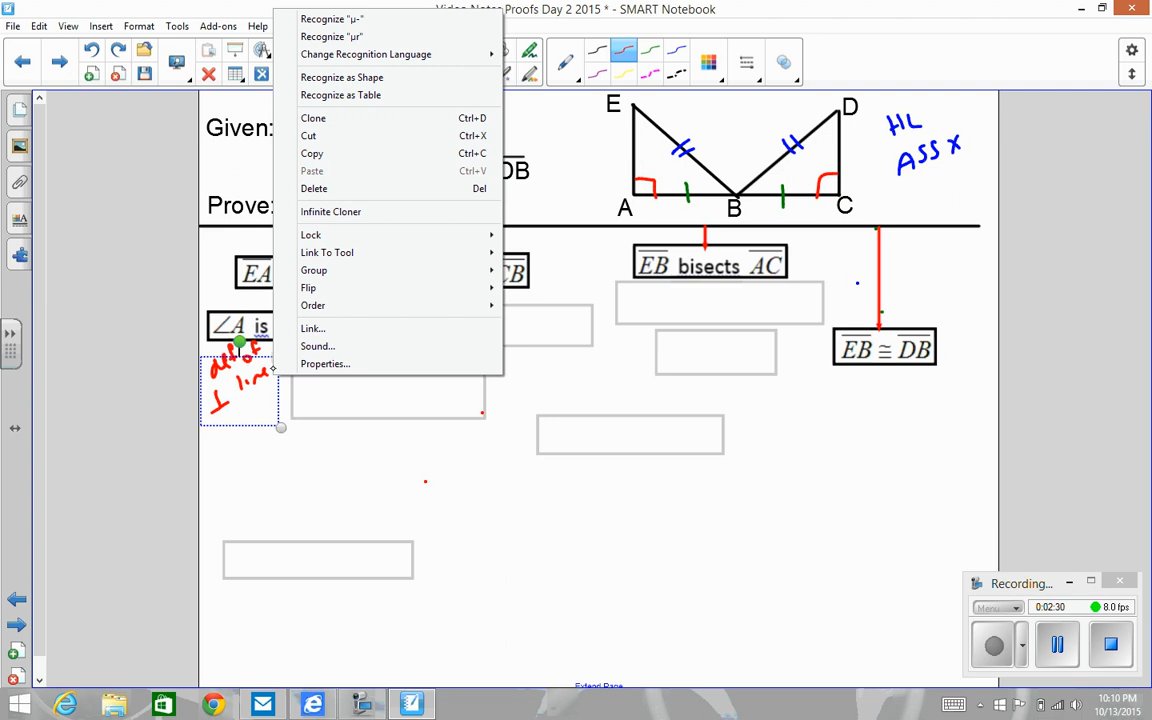 Video Notes Proofs Day 2 2015 * - SMART Notebook
File Edit View Insert Format Tools Add-ons Help
Recognize "µ-"
Recognize "µr"
Change Recognition Language
Recognize as Shape
Recognize as Table
Clone Ctrl+D
Cut Ctrl+X
Copy Ctrl+C
Paste Ctrl+V
Delete Del
Infinite Cloner
Lock
Link To Tool
Group
Flip
Order
Link...
Sound...
Properties...
Given:
DB
Prove:
E D
A B C
HL
ASS X
EA
CB
EB bisects AC
∠A is
EB ≅ DB
def of
⊥ line
Recording...
Menu 0:02:30 8.0 fps
Extend Page
10:10 PM
10/13/2015